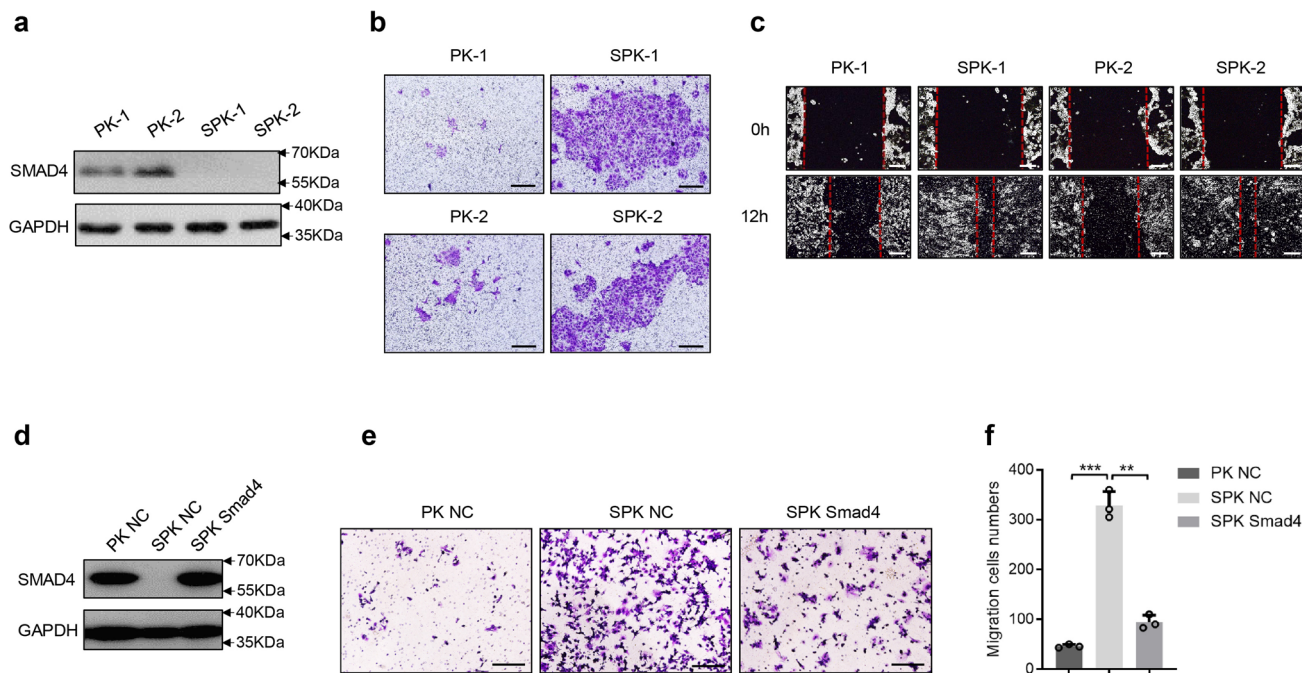 a
PK-1 PK-2 SPK-1 SPK-2
SMAD4
70KDa
55KDa
GAPDH
40KDa
35KDa
b
PK-1 SPK-1
PK-2 SPK-2
c
PK-1 SPK-1 PK-2 SPK-2
0h
12h
d
PK NC SPK NC SPK Smad4
SMAD4
70KDa
55KDa
GAPDH
40KDa
35KDa
e
PK NC SPK NC SPK Smad4
f
Migration cells numbers
400
300
200
100
0
*** **
PK NC
SPK NC
SPK Smad4